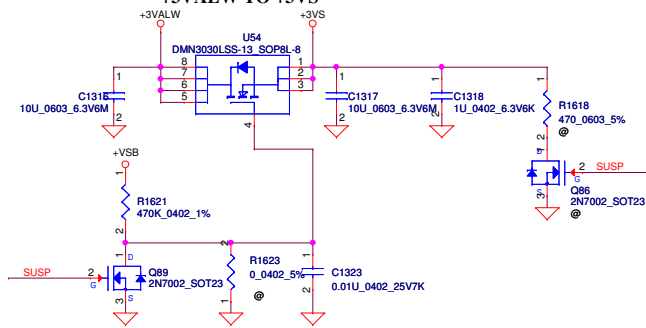 +3VALW TO +3VS
+3VALW
+3VS
U54
DMN3030LSS-13_SOP8L-8
8
7
6
5
1
2
3
4
1
C1316
10U_0603_6.3V6M
2
1
C1317
10U_0603_6.3V6M
2
1
C1318
1U_0402_6.3V6K
2
1
R1618
470_0603_5%
2
@
D
1
2
SUSP
G
S
3
Q86
2N7002_SOT23
@
+VSB
1
R1621
470K_0402_1%
2
1
D
SUSP
2
G
Q89
2N7002_SOT23
3
S
2
R1623
0_0402_5%
1
@
1
C1323
0.01U_0402_25V7K
2